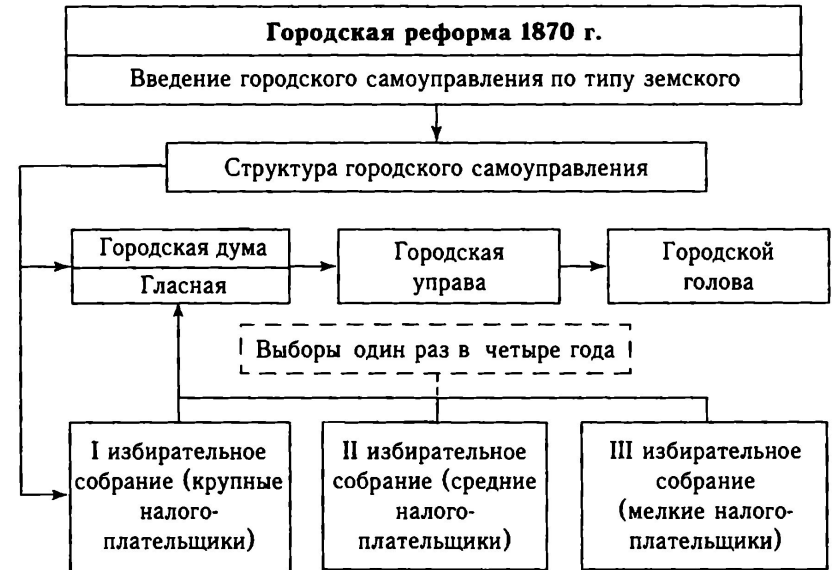 Городская реформа 1870 г.
Введение городского самоуправления по типу земского
Структура городского самоуправления
Городская дума
Гласная
Городская
управа
Городской
голова
Выборы один раз в четыре года
I избирательное
собрание (крупные
налого-
плательщики)
II избирательное
собрание (средние
налого-
плательщики)
III избирательное
собрание
(мелкие налого-
плательщики)